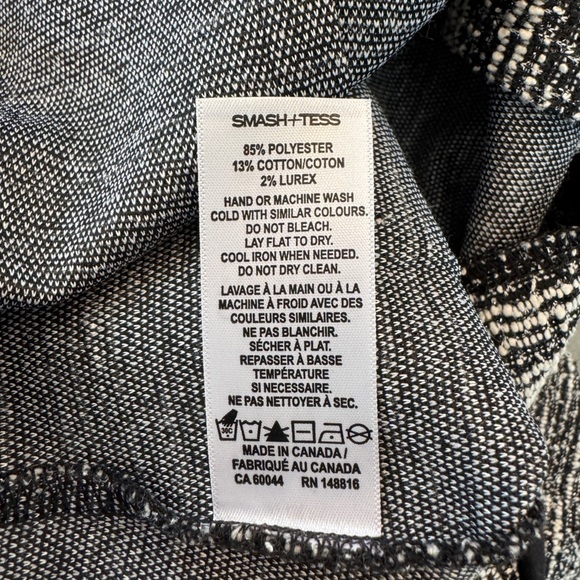 SMASH+TESS
85% POLYESTER
13% COTTON/COTON
2% LUREX
HAND OR MACHINE WASH
COLD WITH SIMILAR COLOURS.
DO NOT BLEACH.
LAY FLAT TO DRY.
COOL IRON WHEN NEEDED.
DO NOT DRY CLEAN.
LAVAGE À LA MAIN OU À LA
MACHINE À FROID AVEC DES
COULEURS SIMILAIRES.
NE PAS BLANCHIR.
SÉCHER À PLAT.
REPASSER À BASSE
TEMPÉRATURE
SI NECESSAIRE.
NE PAS NETTOYER À SEC.
30C
MADE IN CANADA /
FABRIQUÉ AU CANADA
CA 60044 RN 148816